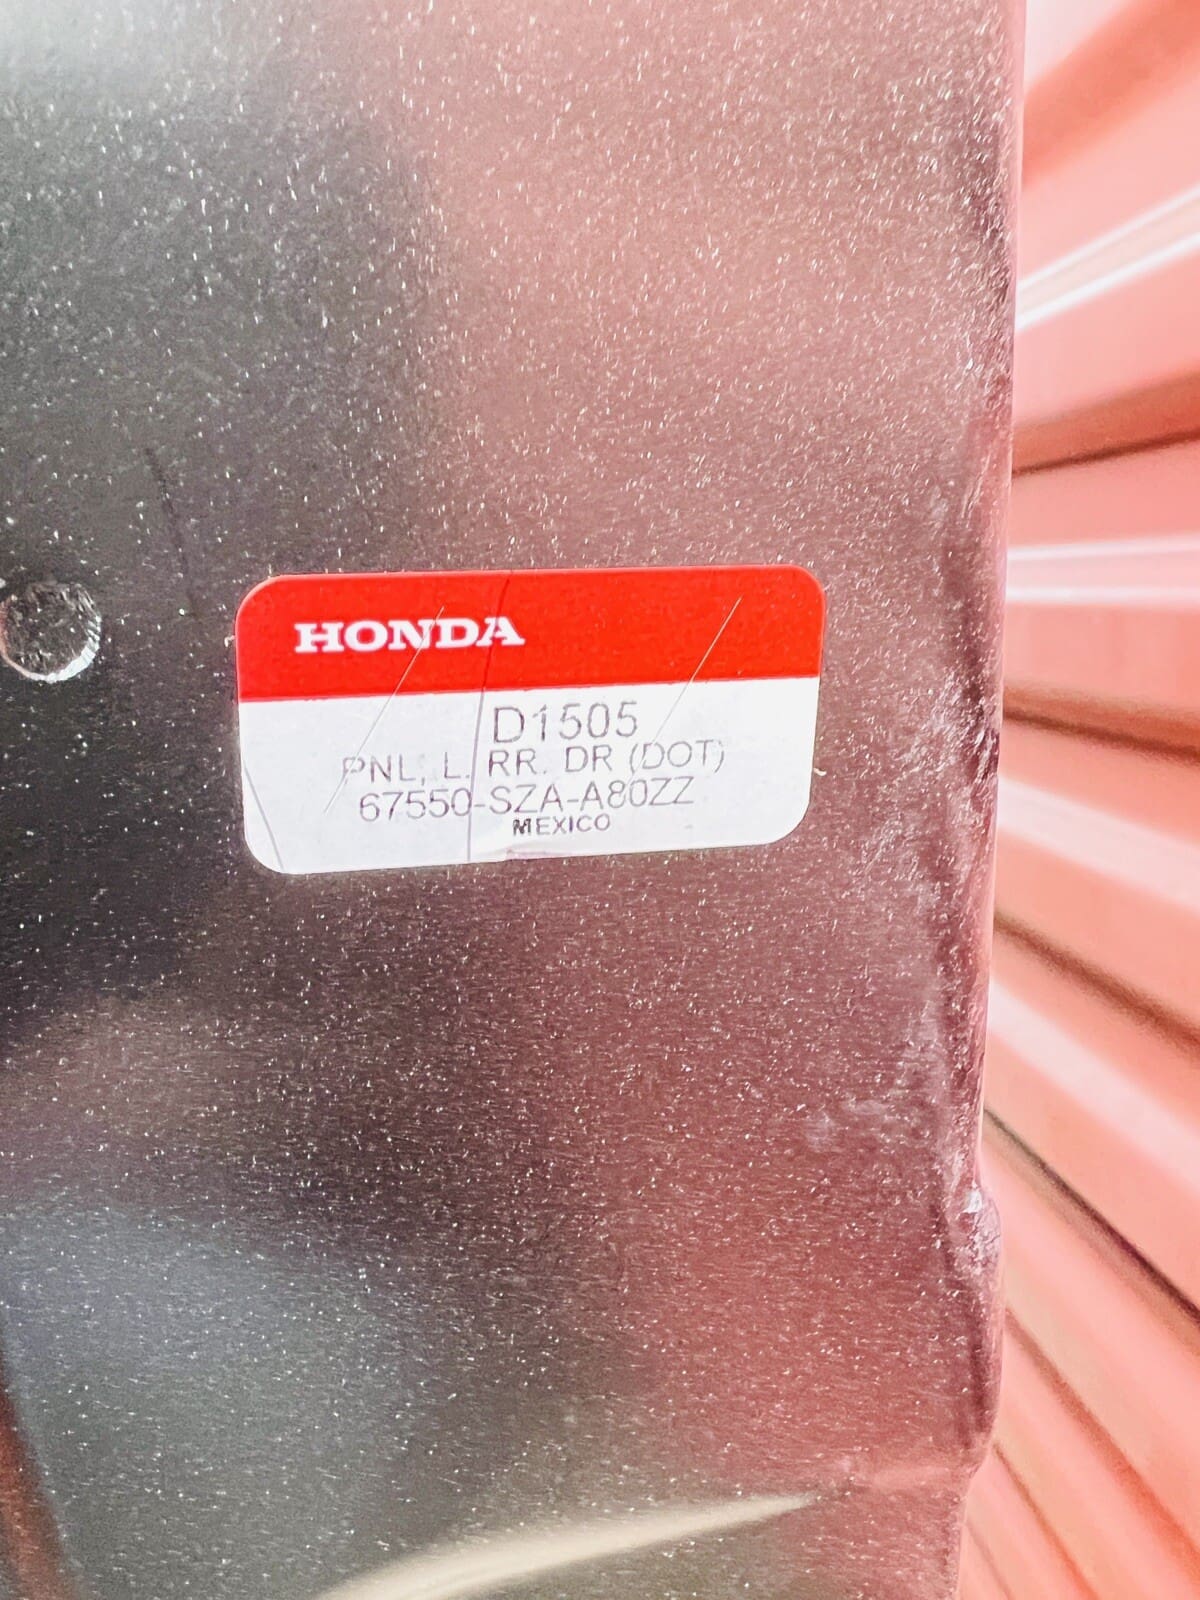 HONDA
D1505
PNL, L. RR. DR (DOT)
67550-SZA-A80ZZ
MEXICO